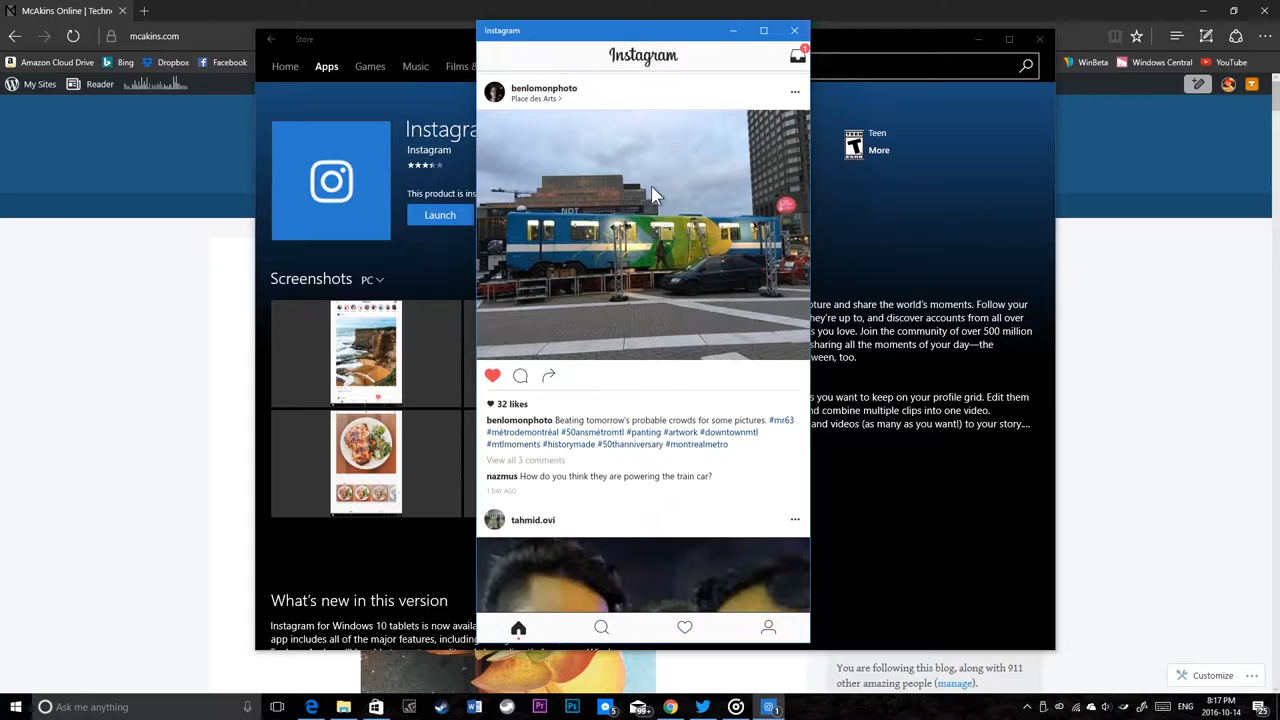 Instagram
mcakins.com
Store
Amazon Cloud Drive
Techn
Dropbox
Facebook
WinBeta
Windows Central
YouTube
My Sites
Reader
Home Apps Games Music Films &
Instagram
benlomonphoto
Place des Arts >
Instagra
Instagram
This product is ins
Launch
Teen
More
TEEN
T
ESRB
NDT
Screenshots PC
pture and share the world's moments. Follow your
hey're up to, and discover accounts from all over
s you love. Join the community of over 500 million
sharing all the moments of your day—the
ween, too.
s you want to keep on your profile grid. Edit them
nd combine multiple clips into one video.
and videos (as many as you want!) to your story....
32 likes
benlomonphoto Beating tomorrow's probable crowds for some pictures. #mr63
#métrodemontréal #50ansmétromtl #panting #artwork #downtownmtl
#mtlmoments #historymade #50thanniversary #montrealmetro
View all 3 comments
nazmus How do you think they are powering the train car?
1 DAY AGO
tahmid.ovi
What's new in this version
Instagram for Windows 10 tablets is now avail
app includes all of the major features, including
You are following this blog, along with 911
other amazing people (manage).
Customize
Ask me anything
5
99+
1
8:17 PM
2016-10-14
25